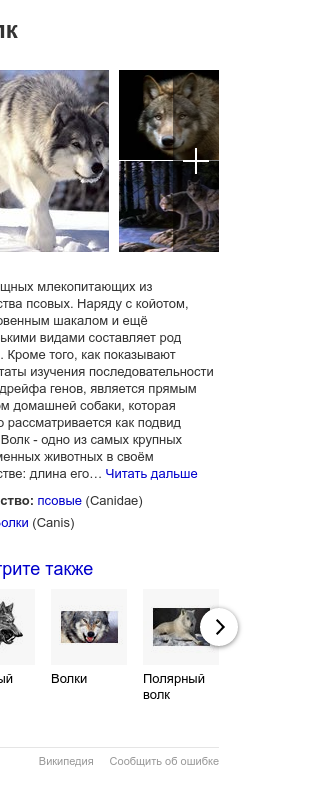 лк
щных млекопитающих из
ства псовых. Наряду с койотом,
овенным шакалом и ещё
ькими видами составляет род
. Кроме того, как показывают
таты изучения последовательности
дрейфа генов, является прямым
ом домашней собаки, которая
о рассматривается как подвид
Волк - одно из самых крупных
менных животных в своём
стве: длина его... Читать дальше
ство: псовые (Canidae)
олки (Canis)
трите также
ый
Волки
Полярный
волк
Википедия Сообщить об ошибке